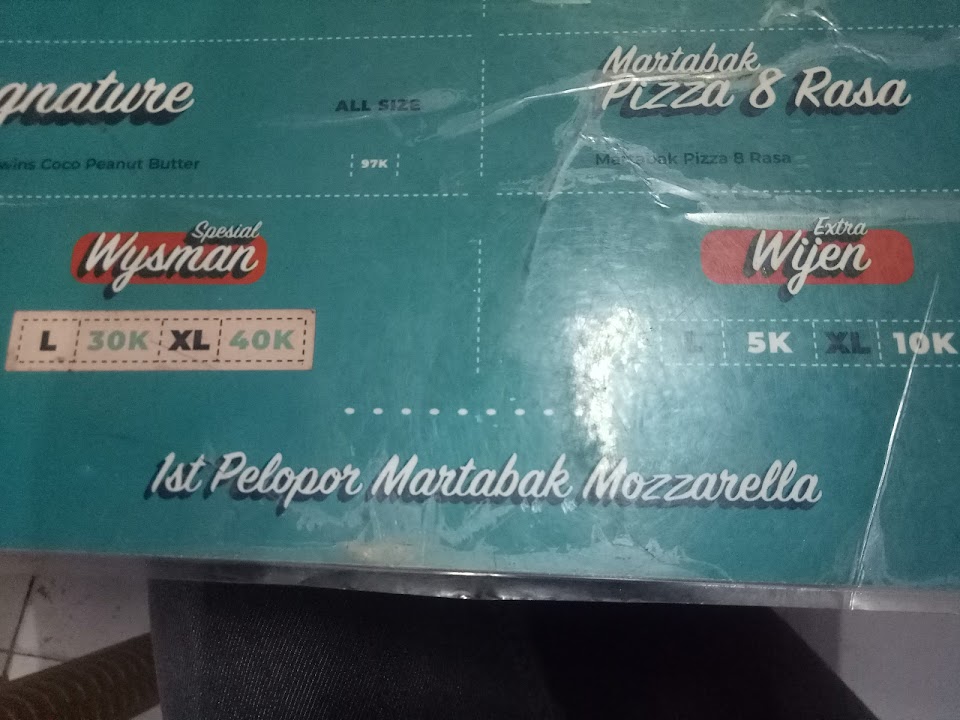 gnature
ALL SIZE
wins Coco Peanut Butter
97K
Martabak
Pizza 8 Rasa
Martabak Pizza 8 Rasa
Spesial
Wysman
L 30K XL 40K
Extra
Wijen
L 5K XL 10K
1st Pelopor Martabak Mozzarella